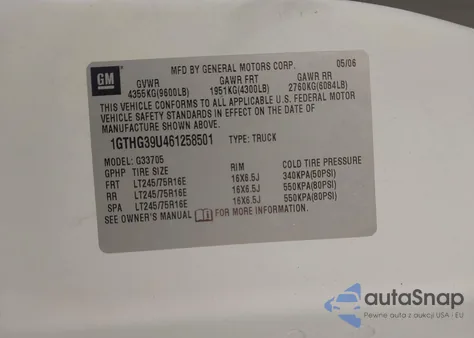 GM
MFD BY GENERAL MOTORS CORP. 05/06
GVWR GAWR FRT GAWR RR
4355KG(9600LB) 1951KG(4300LB) 2760KG(6084LB)
THIS VEHICLE CONFORMS TO ALL APPLICABLE U.S. FEDERAL MOTOR
VEHICLE SAFETY STANDARDS IN EFFECT ON THE DATE OF
MANUFACTURE SHOWN ABOVE.
1GTHG39U461258501 TYPE: TRUCK
MODEL: G33705
GPHP TIRE SIZE RIM COLD TIRE PRESSURE
FRT LT245/75R16E 16X6.5J 340KPA(50PSI)
RR LT245/75R16E 16X6.5J 550KPA(80PSI)
SPA LT245/75R16E 16X6.5J 550KPA(80PSI)
SEE OWNER'S MANUAL FOR MORE INFORMATION.
autoSnap
Pewne auta z aukcji USA - EU